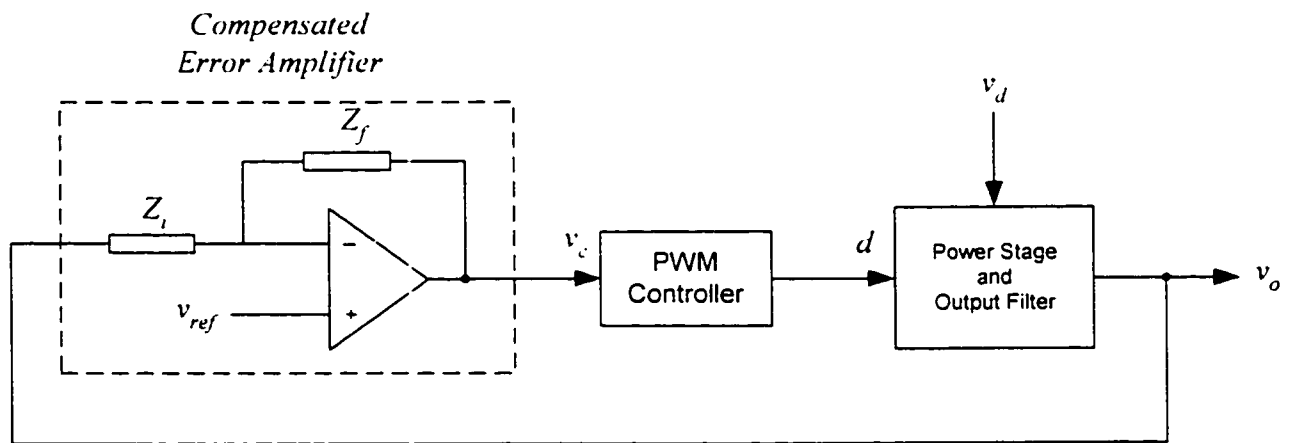 Compensated
Error Amplifier
Z_f
Z_i
−
v_ref
+
v_c
PWM
Controller
d
v_d
Power Stage
and
Output Filter
v_o